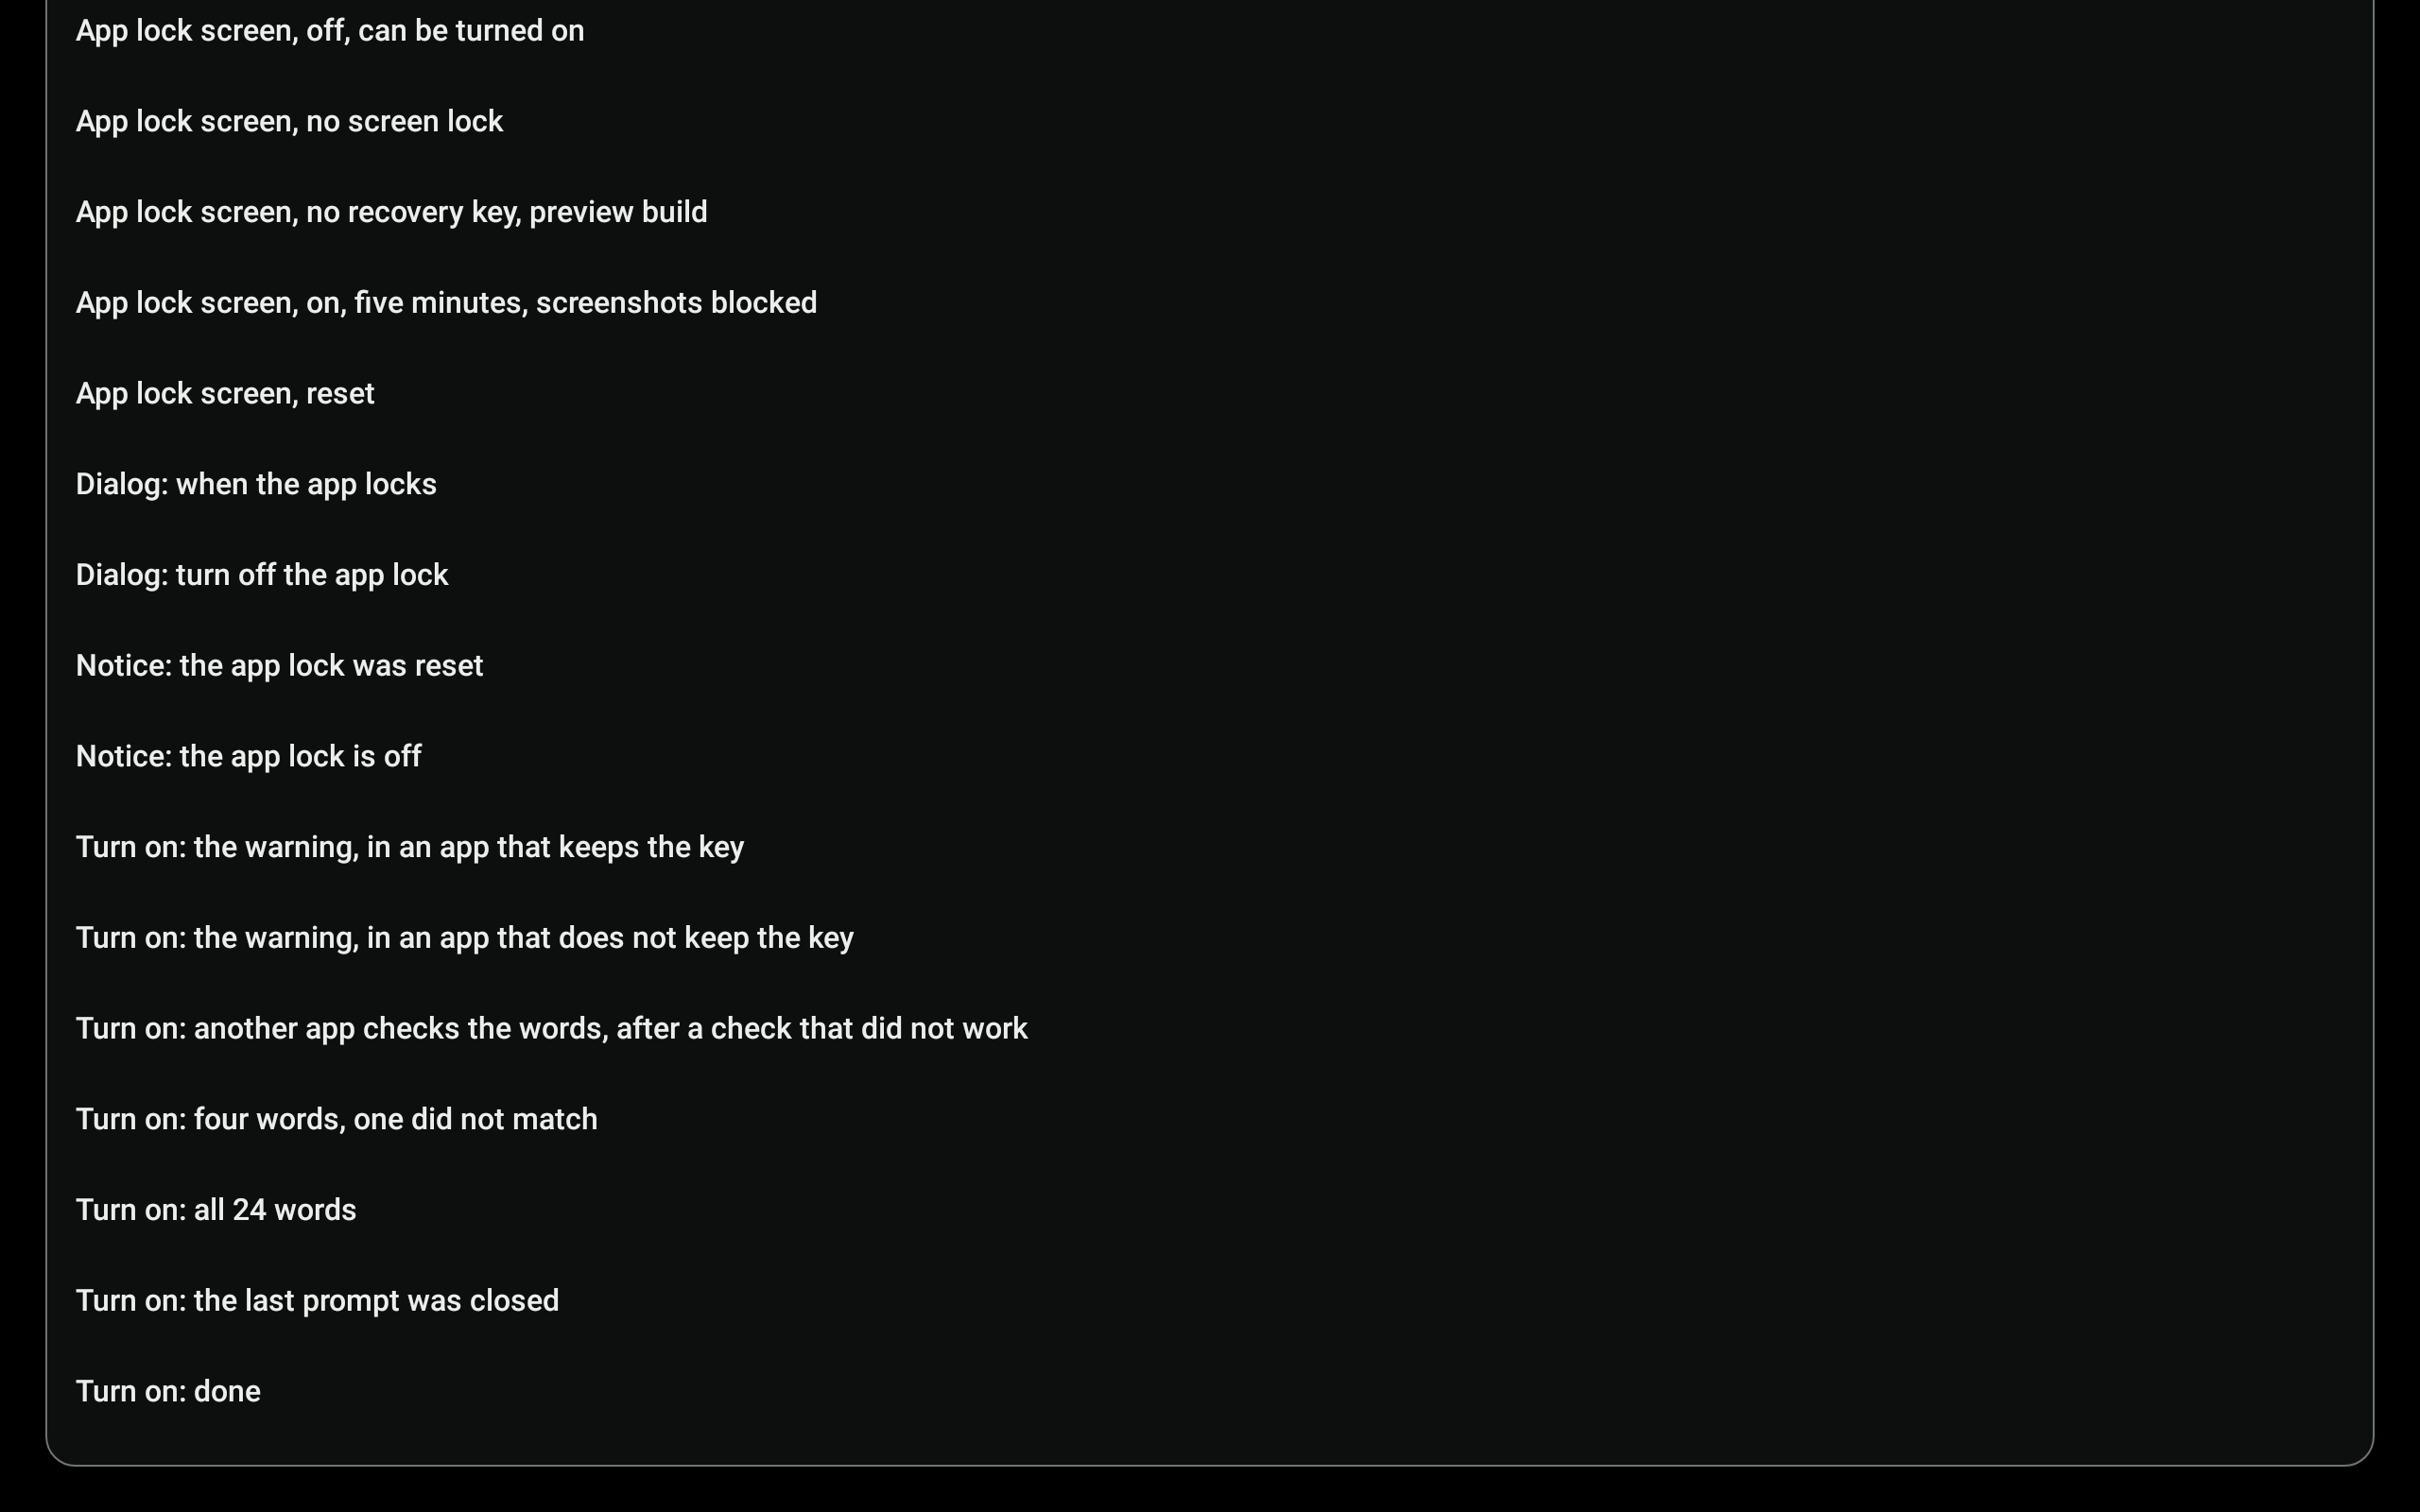 App lock screen, off, can be turned on
App lock screen, no screen lock
App lock screen, no recovery key, preview build
App lock screen, on, five minutes, screenshots blocked
App lock screen, reset
Dialog: when the app locks
Dialog: turn off the app lock
Notice: the app lock was reset
Notice: the app lock is off
Turn on: the warning, in an app that keeps the key
Turn on: the warning, in an app that does not keep the key
Turn on: another app checks the words, after a check that did not work
Turn on: four words, one did not match
Turn on: all 24 words
Turn on: the last prompt was closed
Turn on: done